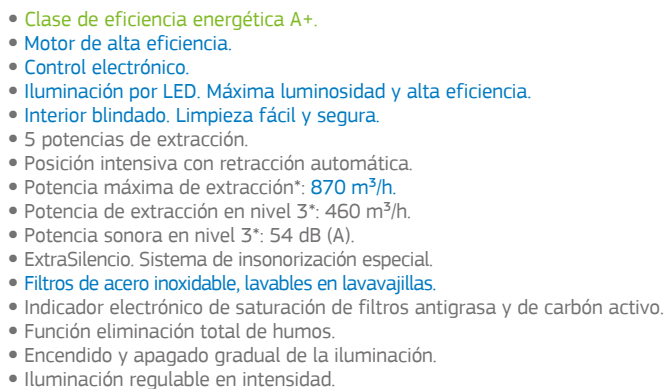 • Clase de eficiencia energética A+.
• Motor de alta eficiencia.
• Control electrónico.
• Iluminación por LED. Máxima luminosidad y alta eficiencia.
• Interior blindado. Limpieza fácil y segura.
• 5 potencias de extracción.
• Posición intensiva con retracción automática.
• Potencia máxima de extracción*: 870 m³/h.
• Potencia de extracción en nivel 3*: 460 m³/h.
• Potencia sonora en nivel 3*: 54 dB (A).
• ExtraSilencio. Sistema de insonorización especial.
• Filtros de acero inoxidable, lavables en lavavajillas.
• Indicador electrónico de saturación de filtros antigrasa y de carbón activo.
• Función eliminación total de humos.
• Encendido y apagado gradual de la iluminación.
• Iluminación regulable en intensidad.